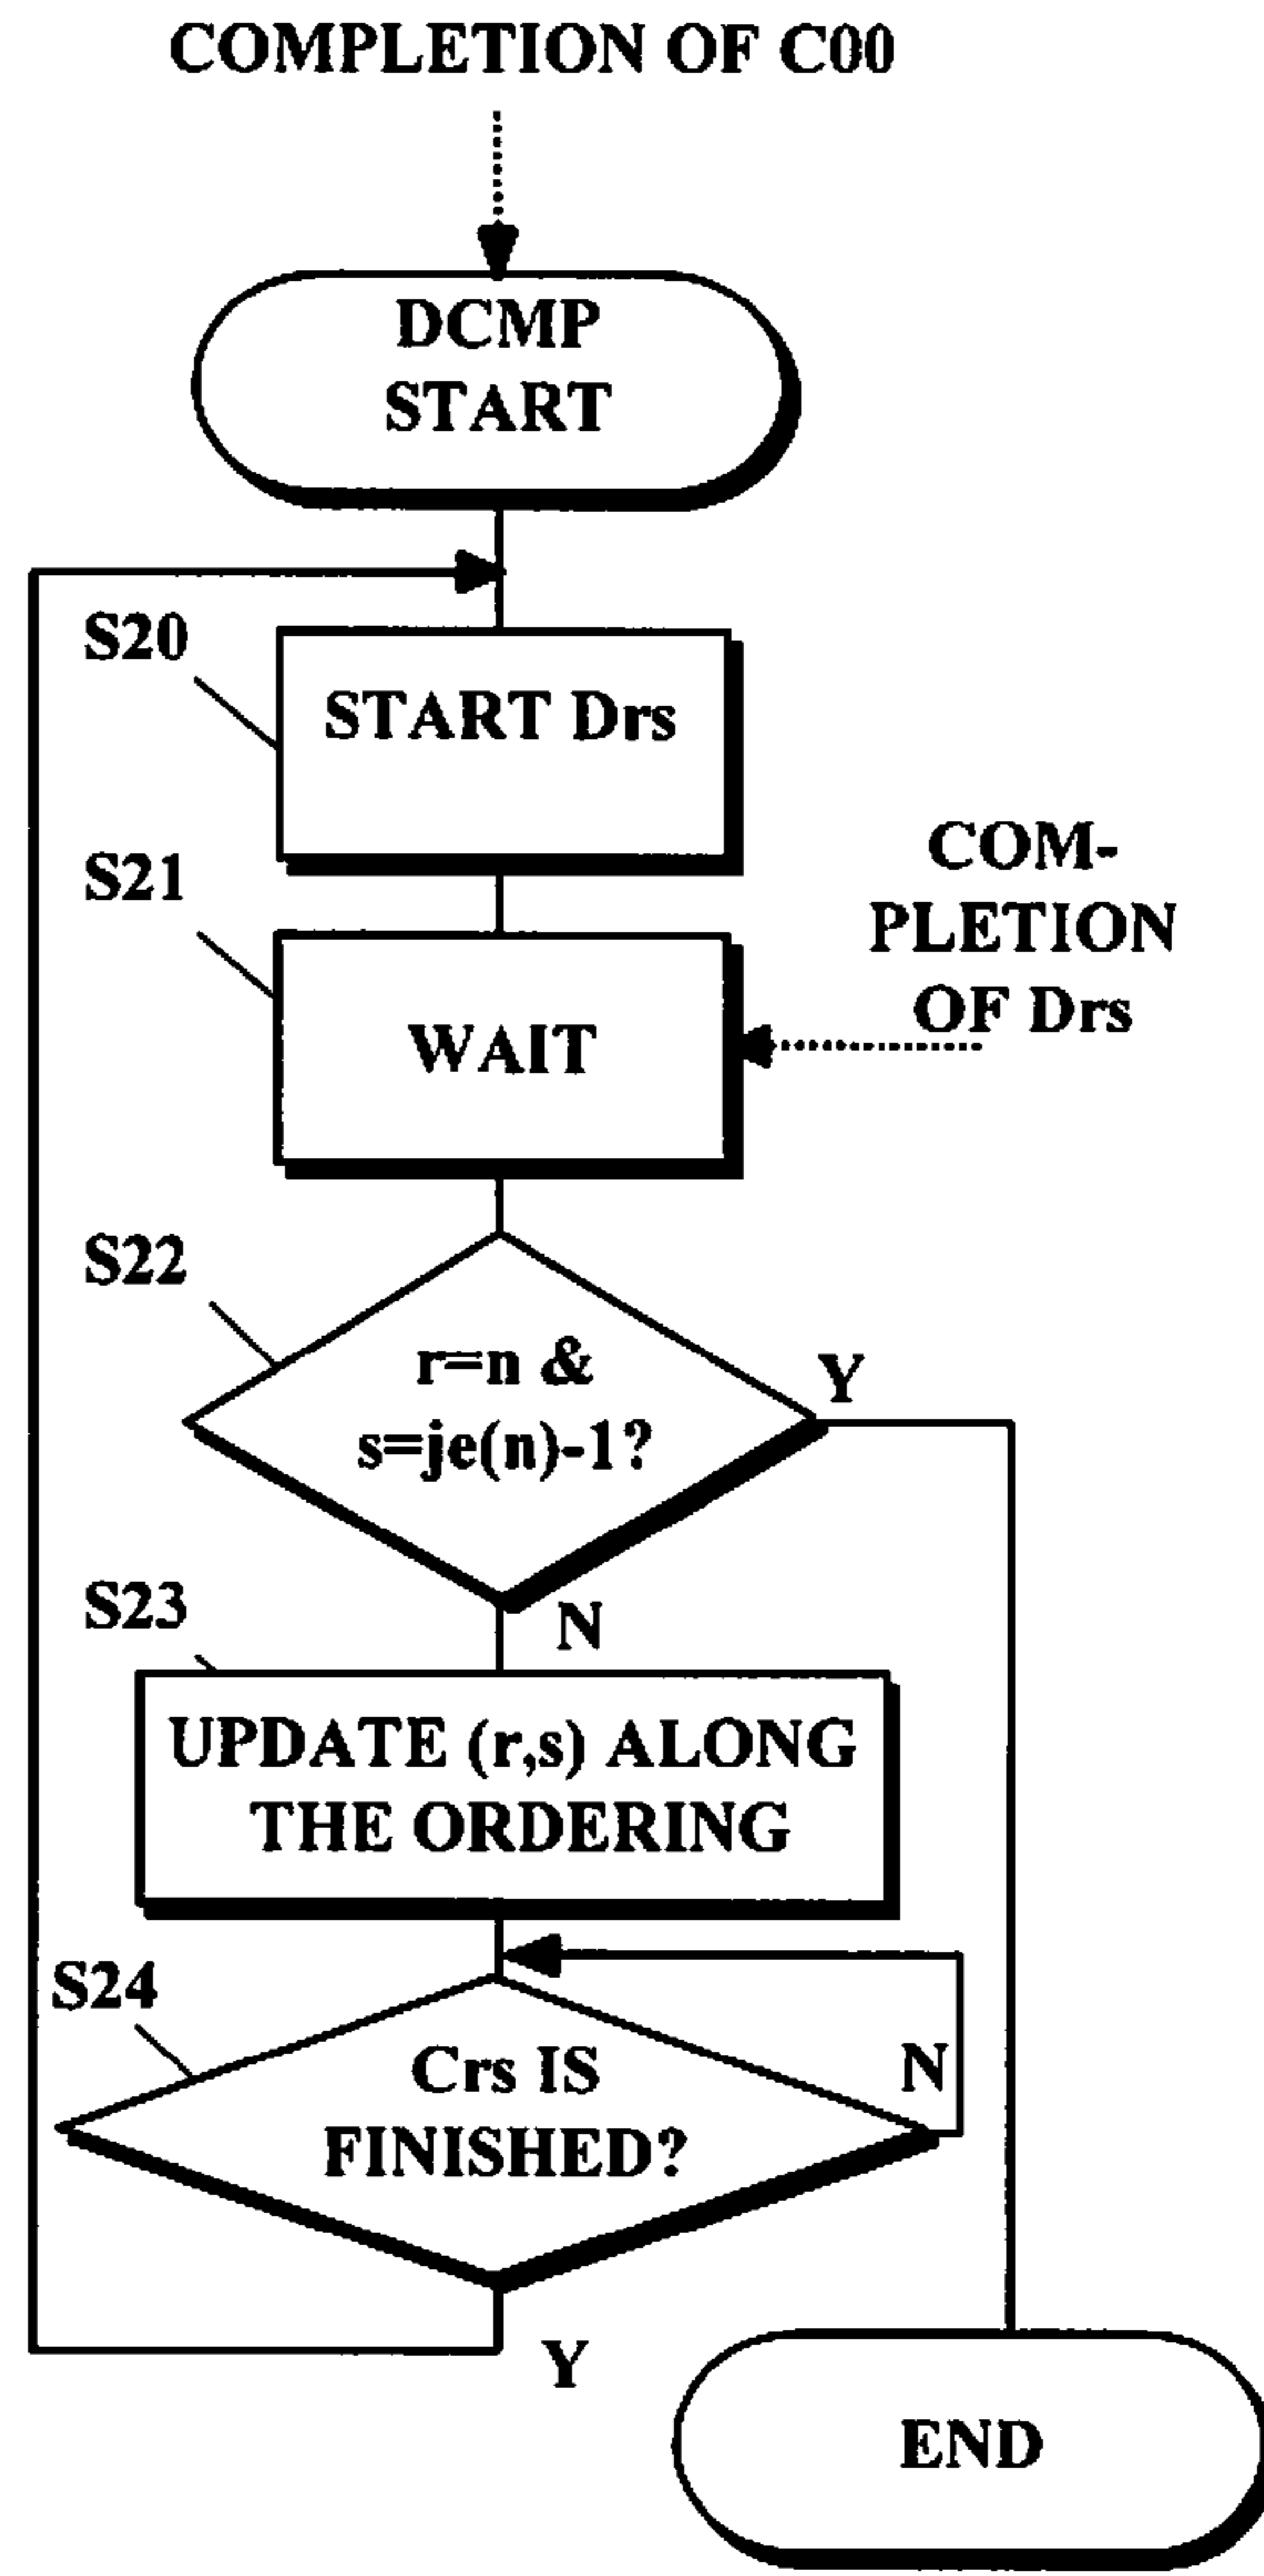 COMPLETION OF C00
DCMP
START
S20
START Drs
S21
COM-
PLETION
OF Drs
WAIT
S22
r=n &
s=je(n)-1?
Y
N
S23
UPDATE (r,s) ALONG
THE ORDERING
S24
Crs IS
FINISHED?
N
Y
END